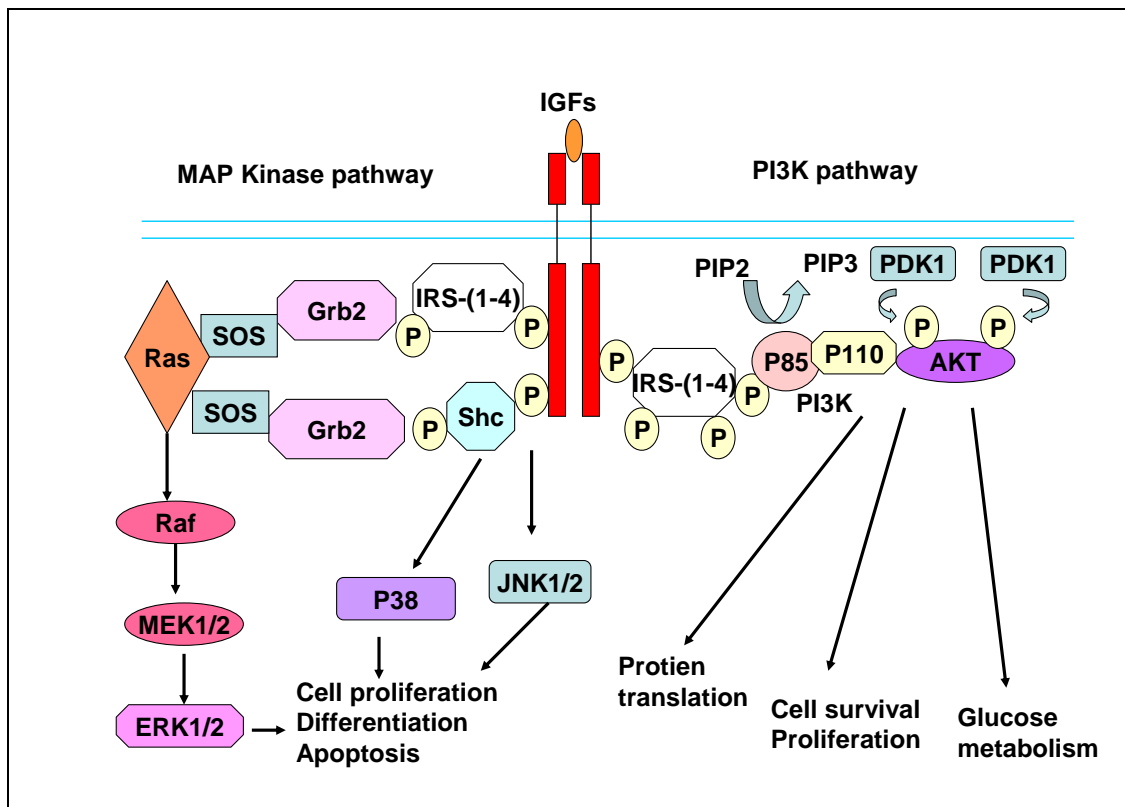 IGFs
MAP Kinase pathway
PI3K pathway
PIP2
PIP3
PDK1
PDK1
IRS-(1-4)
Grb2
SOS
P
P
Ras
P
P
P85
P110
AKT
P
IRS-(1-4)
P
PI3K
P
P
SOS
Grb2
P
Shc
P
Raf
P38
JNK1/2
MEK1/2
ERK1/2
Cell proliferation
Differentiation
Apoptosis
Protien
translation
Cell survival
Proliferation
Glucose
metabolism